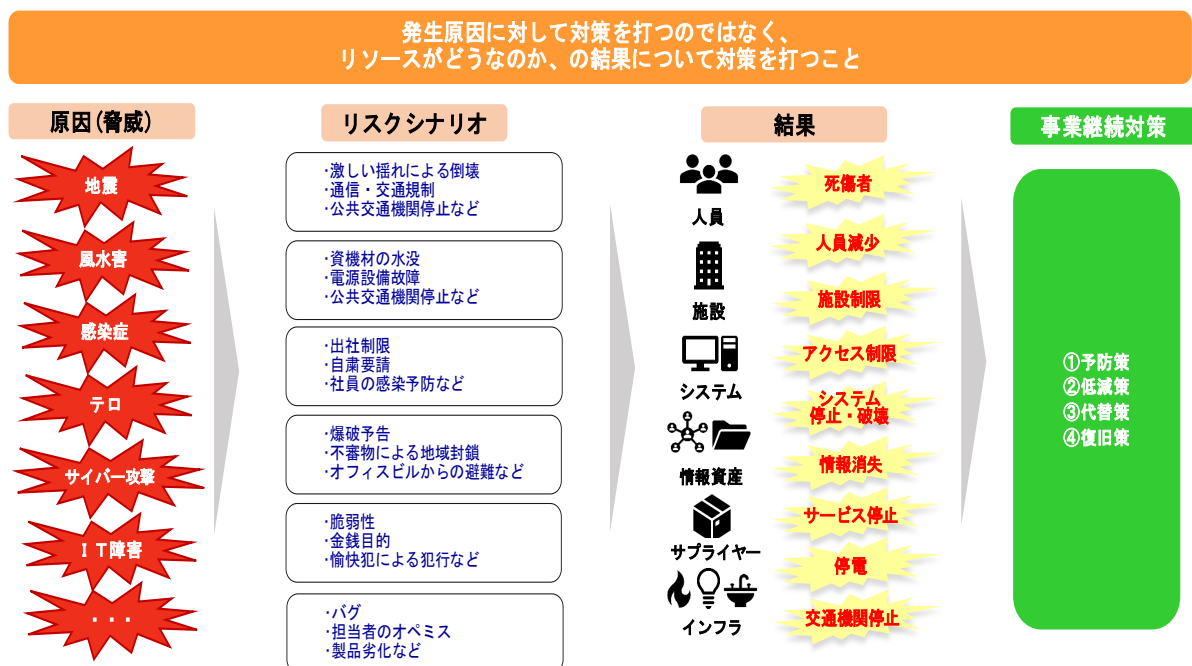 発生原因に対して対策を打つのではなく、
リソースがどうなのか、の結果について対策を打つこと
原因(脅威)
地震
風水害
感染症
テロ
サイバー攻撃
ＩＴ障害
・・・
リスクシナリオ
･激しい揺れによる倒壊
･通信・交通規制
･公共交通機関停止など
･資機材の水没
･電源設備故障
･公共交通機関停止など
･出社制限
･自粛要請
･社員の感染予防など
･爆破予告
･不審物による地域封鎖
･オフィスビルからの避難など
･脆弱性
･金銭目的
･愉快犯による犯行など
･バグ
･担当者のオペミス
･製品劣化など
結果
人員
施設
システム
情報資産
サプライヤー
インフラ
死傷者
人員減少
施設制限
アクセス制限
システム
停止・破壊
情報消失
サービス停止
停電
交通機関停止
事業継続対策
①予防策
②低減策
③代替策
④復旧策